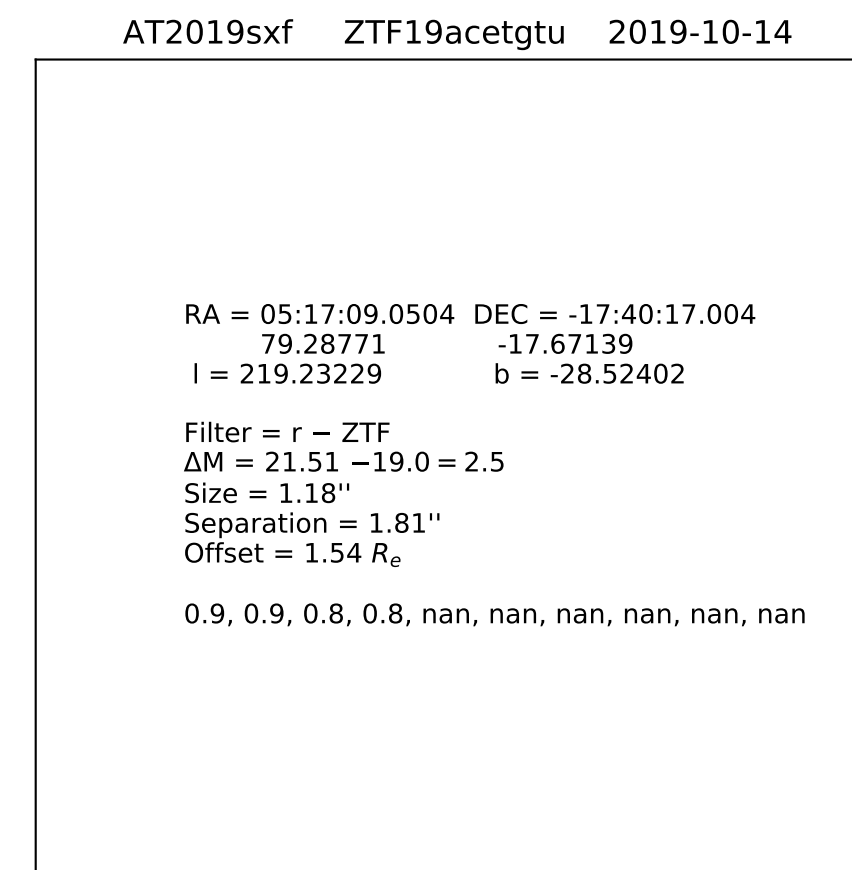 AT2019sxf ZTF19acetgtu 2019-10-14
RA = 05:17:09.0504 DEC = -17:40:17.004
79.28771 -17.67139
l = 219.23229 b = -28.52402
Filter = r − ZTF
ΔM = 21.51 −19.0 = 2.5
Size = 1.18''
Separation = 1.81''
Offset = 1.54 Rₑ
0.9, 0.9, 0.8, 0.8, nan, nan, nan, nan, nan, nan